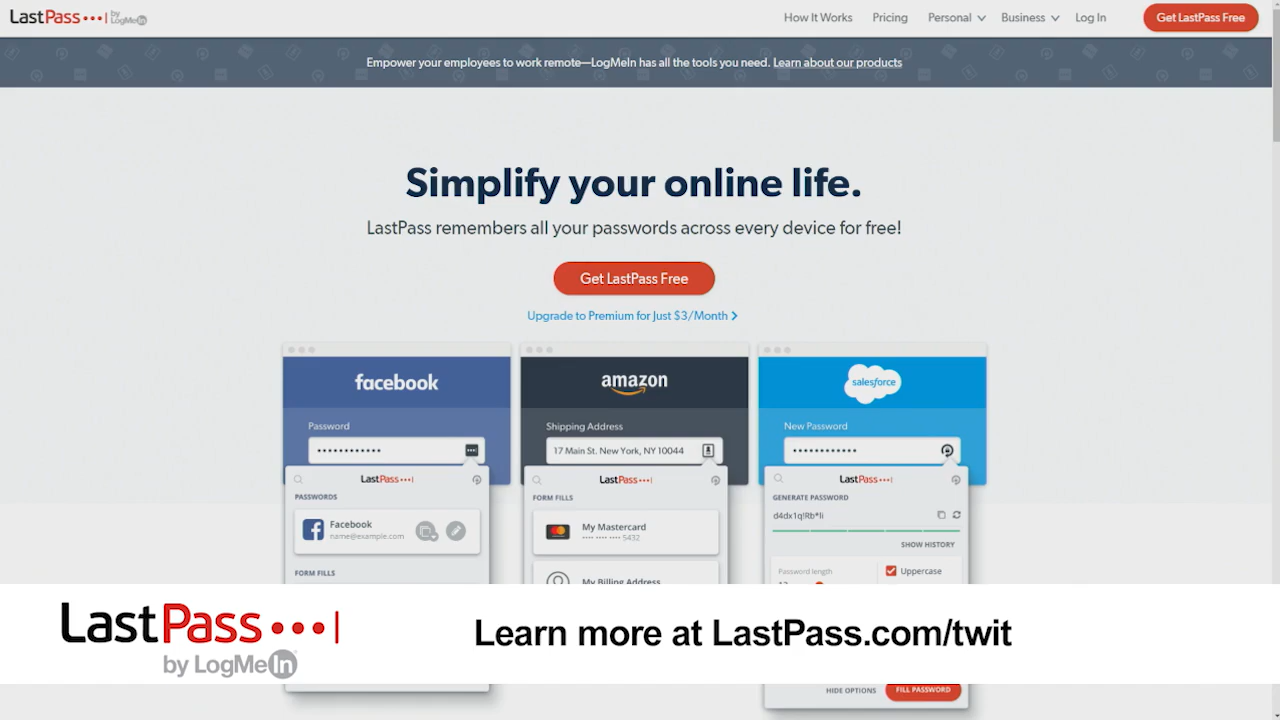 LastPass by LogMeIn
How It Works Pricing Personal Business Log In Get LastPass Free
Empower your employees to work remote—LogMeIn has all the tools you need. Learn about our products
Simplify your online life.
LastPass remembers all your passwords across every device for free!
Get LastPass Free
Upgrade to Premium for Just $3/Month
facebook
Password
LastPass
PASSWORDS
Facebook
name@example.com
FORM FILLS
amazon
Shipping Address
17 Main St. New York, NY 10044
LastPass
FORM FILLS
My Mastercard
•••• •••• •••• 5432
My Billing Address
salesforce
New Password
LastPass
GENERATE PASSWORD
d4dx1q!Rb*li
SHOW HISTORY
Password length
Uppercase
LastPass
by LogMeIn
Learn more at LastPass.com/twit
HIDE OPTIONS FILL PASSWORD